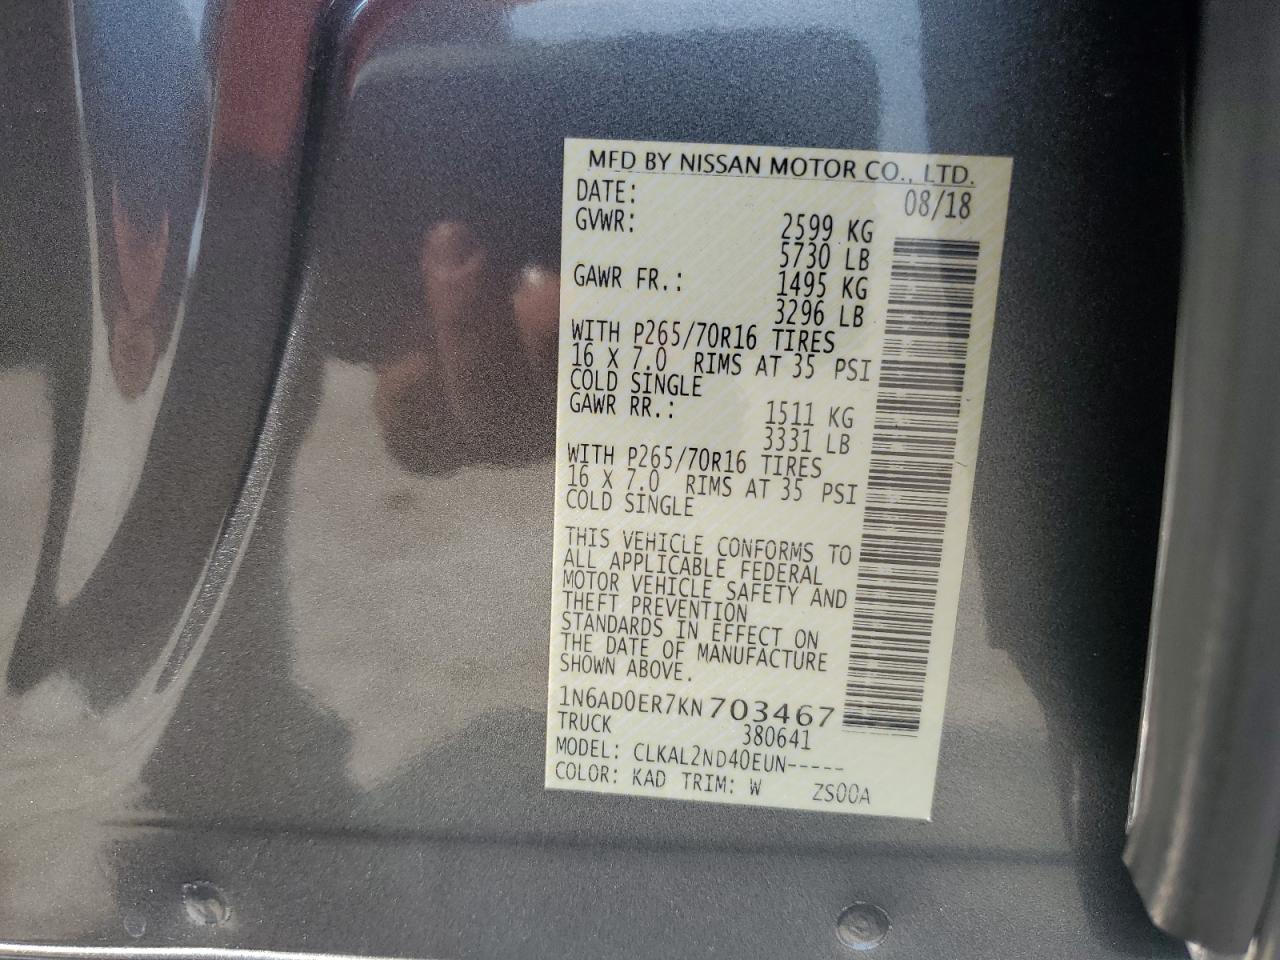 MFD BY NISSAN MOTOR CO., LTD.
DATE: 08/18
GVWR: 2599 KG
5730 LB
GAWR FR.: 1495 KG
3296 LB
WITH P265/70R16 TIRES
16 X 7.0 RIMS AT 35 PSI
COLD SINGLE
GAWR RR.: 1511 KG
3331 LB
WITH P265/70R16 TIRES
16 X 7.0 RIMS AT 35 PSI
COLD SINGLE
THIS VEHICLE CONFORMS TO
ALL APPLICABLE FEDERAL
MOTOR VEHICLE SAFETY AND
THEFT PREVENTION
STANDARDS IN EFFECT ON
THE DATE OF MANUFACTURE
SHOWN ABOVE.
1N6AD0ER7KN703467
TRUCK 380641
MODEL: CLKAL2ND40EUN-----
COLOR: KAD TRIM: W ZS00A